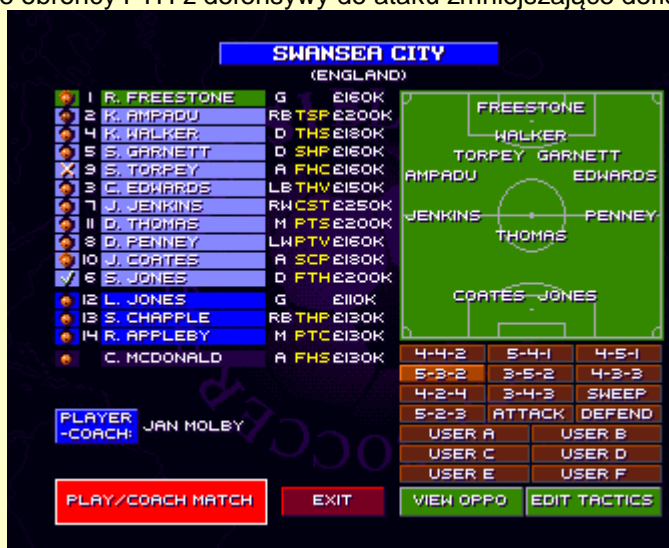 SWANSEA CITY
(ENGLAND)
1 R. FREESTONE G £160K
2 K. AMPADU RB TSP £200K
4 K. WALKER D THS £180K
5 S. GARNETT D SHP £160K
9 S. TORPEY A FHC £160K
3 C. EDWARDS LB THV £150K
7 J. JENKINS RW CST £250K
11 D. THOMAS M PTS £200K
8 D. PENNEY LW PTV £160K
10 J. COATES A SCP £180K
6 S. JONES D FTH £200K
12 L. JONES G £110K
13 S. CHAPPLE RB THP £130K
14 R. APPLEBY M PTC £130K
C. MCDONALD A FHS £130K
PLAYER
-COACH: JAN MOLBY
PLAY/COACH MATCH EXIT
FREESTONE
WALKER
TORPEY GARNETT
AMPADU EDWARDS
JENKINS PENNEY
THOMAS
COATES JONES
4-4-2 5-4-1 4-5-1
5-3-2 3-5-2 4-3-3
4-2-4 3-4-3 SWEEP
5-2-3 ATTACK DEFEND
USER A USER B
USER C USER D
USER E USER F
VIEW OPPO EDIT TACTICS